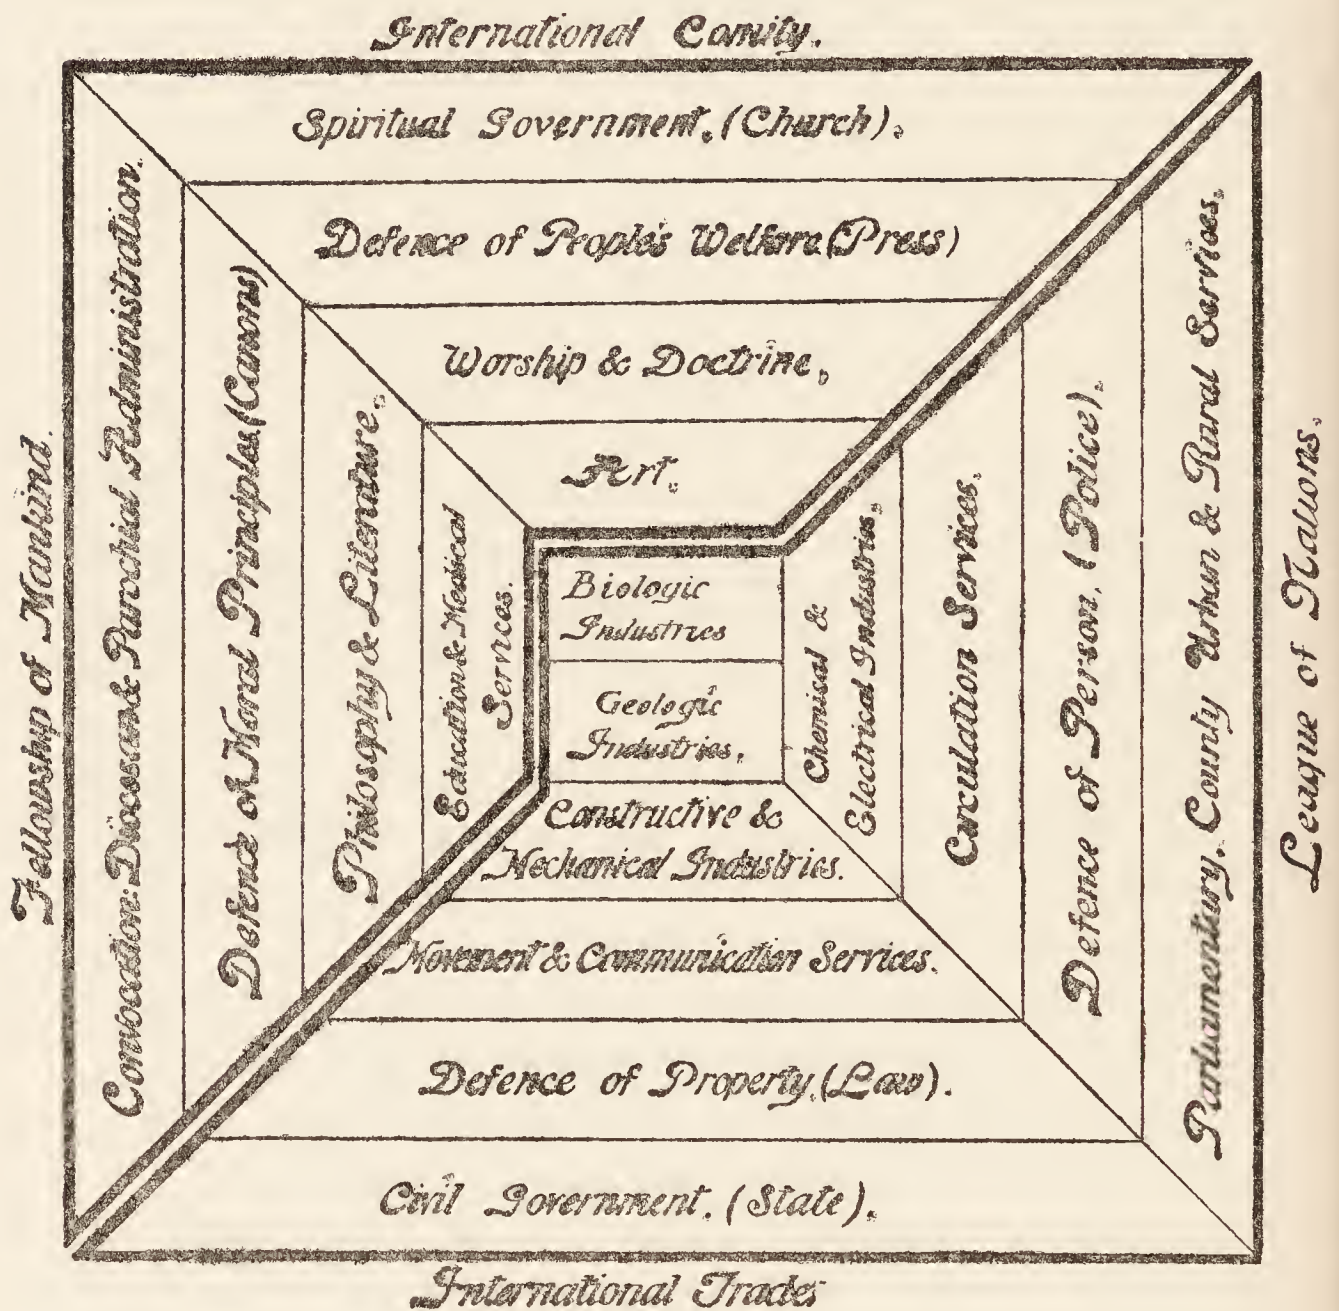 International Comity.
Spiritual Government. (Church).
Defence of People's Welfare (Press)
Worship & Doctrine.
Art.
Fellowship of Mankind.
Convocation: Diocesan & Parochial Administration.
Defence of Moral Principles. (Canons)
Philosophy & Literature.
Education & Medical
Services.
Biologic
Industries
Geologic
Industries.
Chemical &
Electrical Industries.
Circulation Services.
Defence of Person. (Police).
Parliamentary. County Urban & Rural Services.
League of Nations.
Constructive &
Mechanical Industries.
Movement & Communication Services.
Defence of Property. (Law).
Civil Government. (State).
International Trades